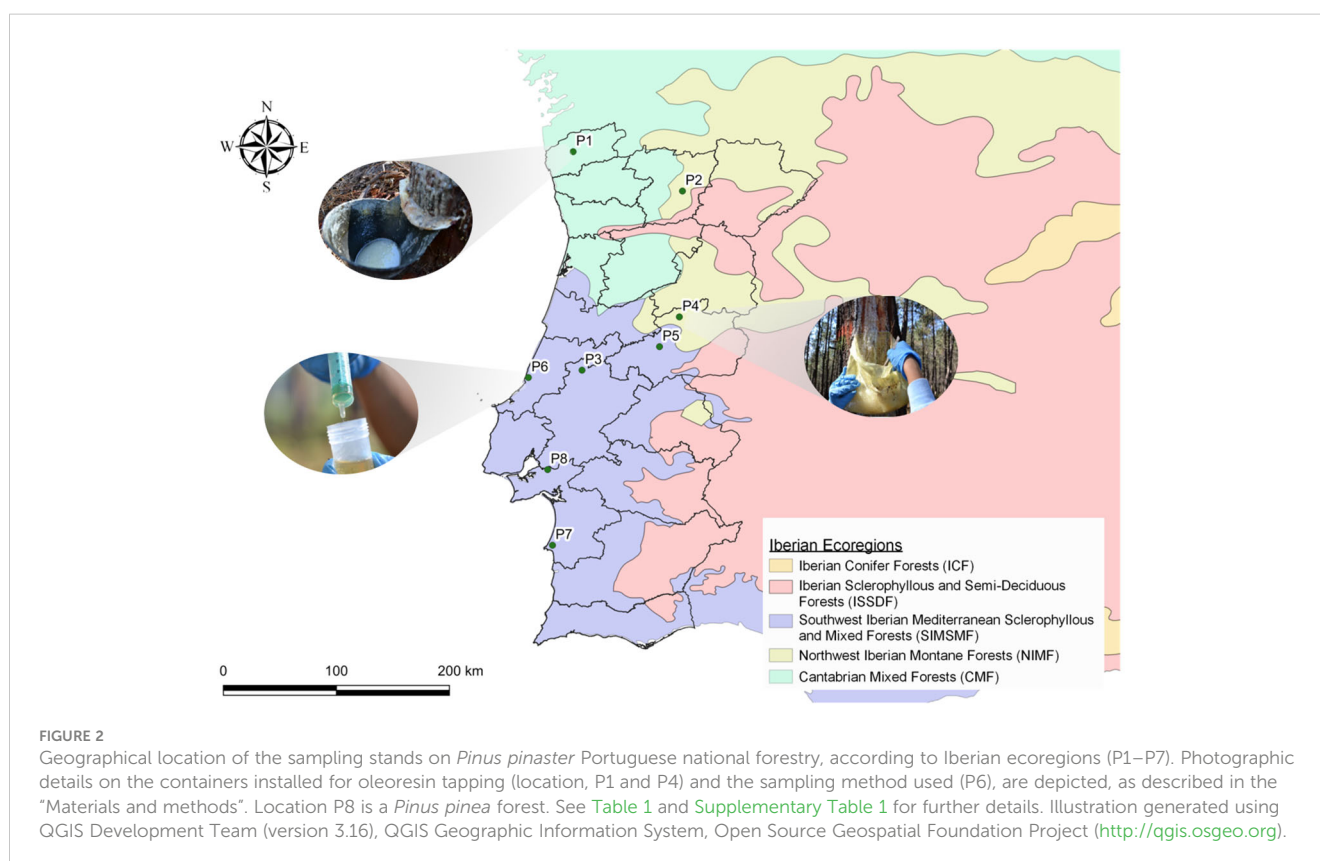 N
W E
S
P1
P2
P4
P5
P3
P6
P8
P7
Iberian Ecoregions
Iberian Conifer Forests (ICF)
Iberian Sclerophyllous and Semi-Deciduous
Forests (ISSDF)
Southwest Iberian Mediterranean Sclerophyllous
and Mixed Forests (SIMSMF)
Northwest Iberian Montane Forests (NIMF)
Cantabrian Mixed Forests (CMF)
0 100 200 km
FIGURE 2
Geographical location of the sampling stands on Pinus pinaster Portuguese national forestry, according to Iberian ecoregions (P1–P7). Photographic
details on the containers installed for oleoresin tapping (location, P1 and P4) and the sampling method used (P6), are depicted, as described in the
“Materials and methods”. Location P8 is a Pinus pinea forest. See Table 1 and Supplementary Table 1 for further details. Illustration generated using
QGIS Development Team (version 3.16), QGIS Geographic Information System, Open Source Geospatial Foundation Project (http://qgis.osgeo.org).